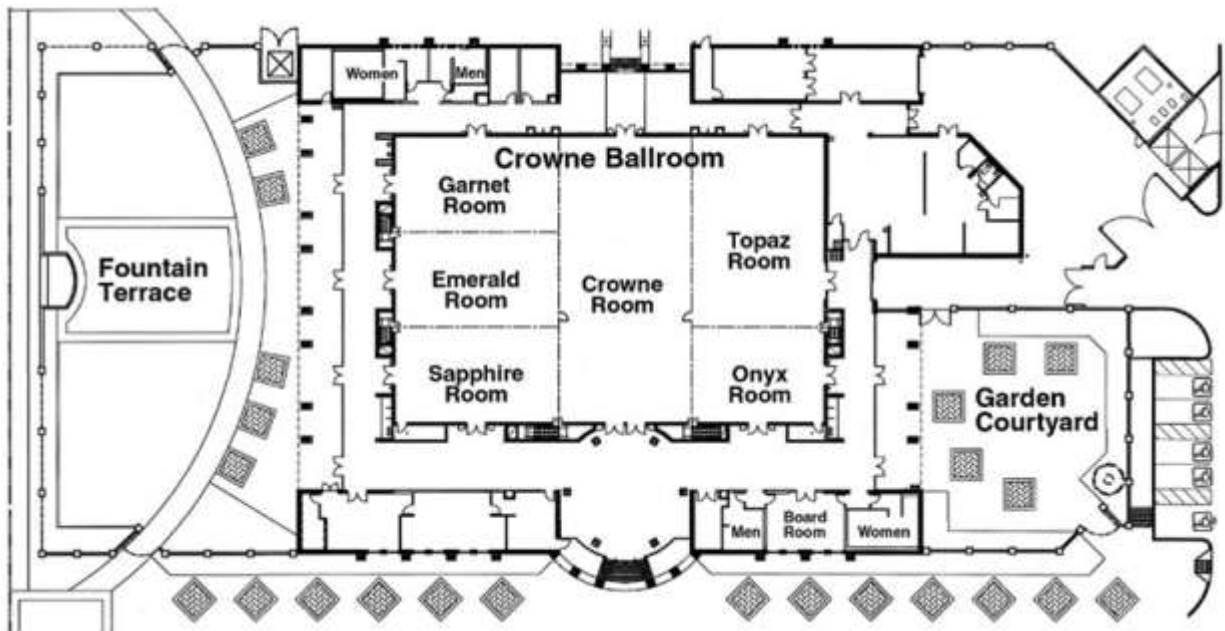 Women
Men
Crowne Ballroom
Garnet
Room
Fountain
Terrace
Emerald
Room
Crowne
Room
Topaz
Room
Sapphire
Room
Onyx
Room
Garden
Courtyard
Men
Board
Room
Women